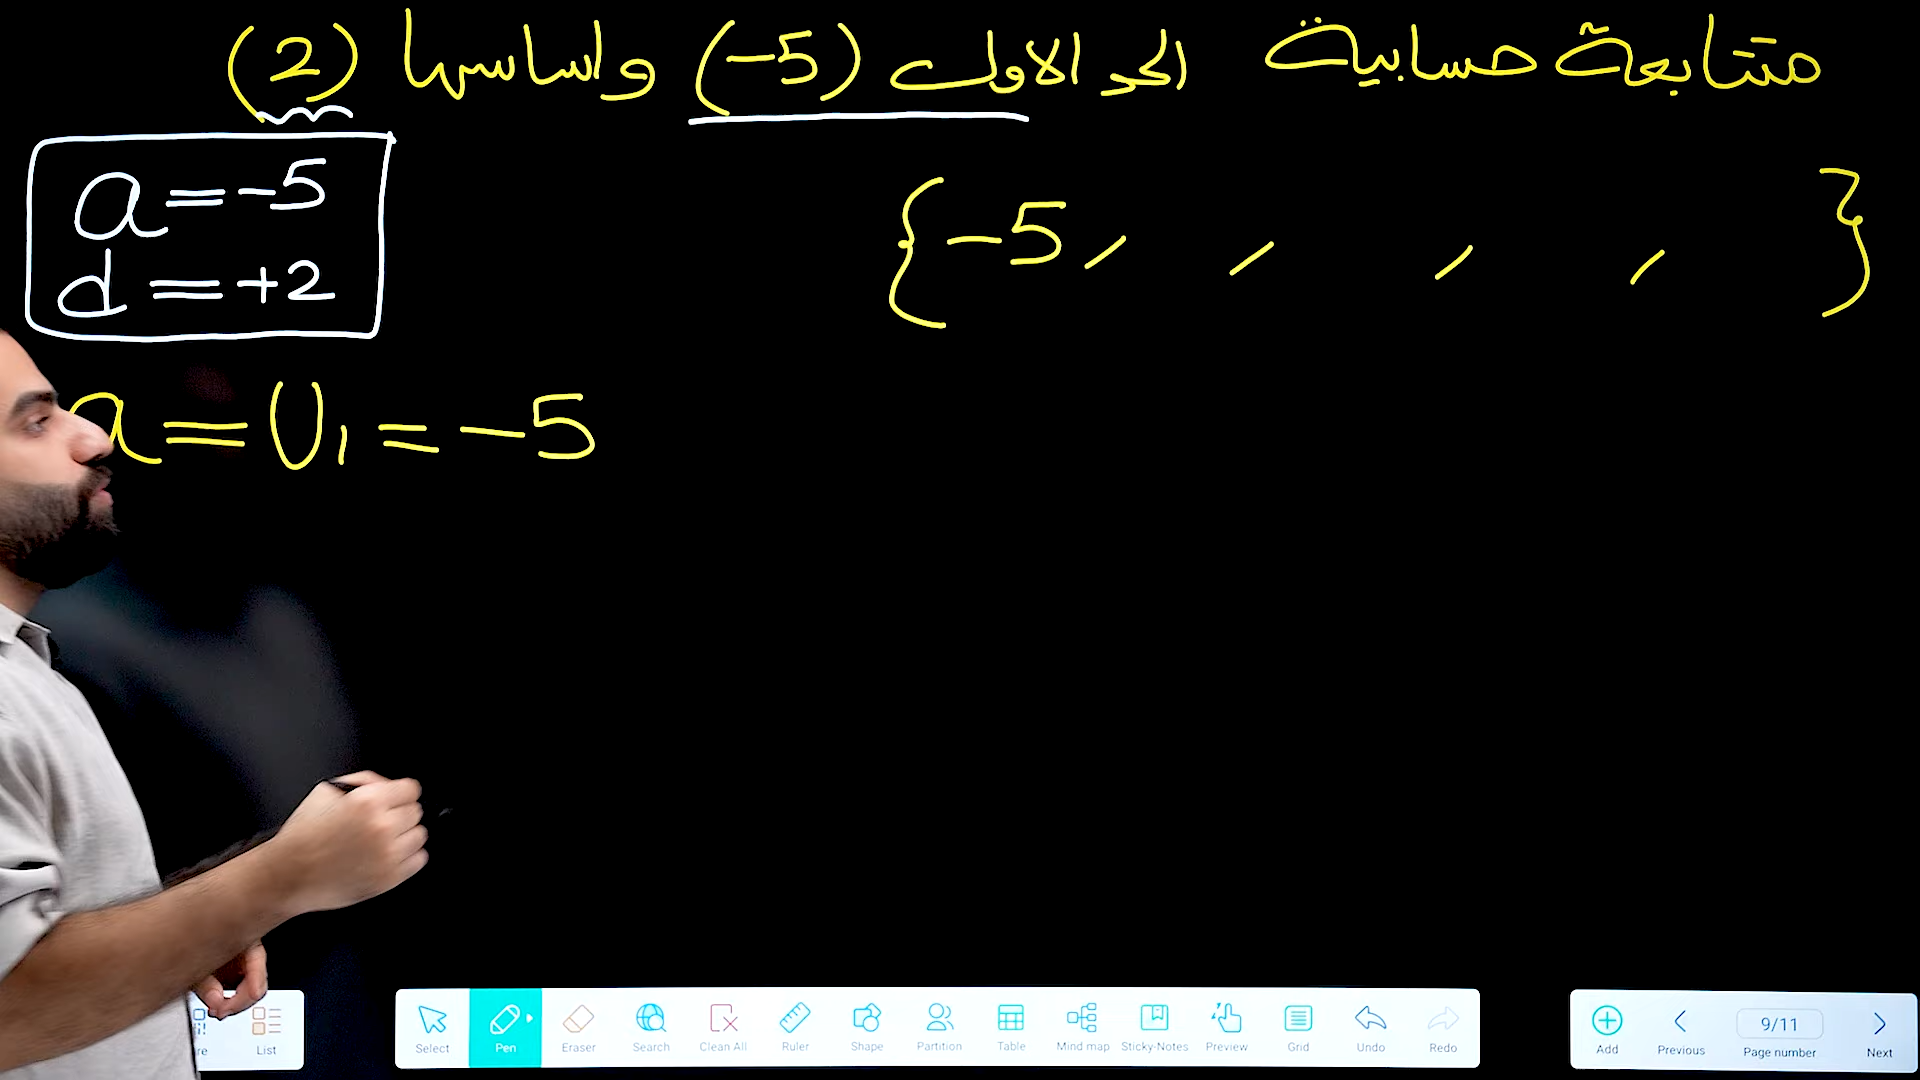 متتابعة حسابية الحد الاول (-5) واساسها (2)
a = -5
d = +2
{ -5 , , , , }
a = U₁ = -5
re
List
Select
Pen
Eraser
Search
Clean All
Ruler
Shape
Partition
Table
Mind map
Sticky-Notes
Preview
Grid
Undo
Redo
Add
Previous
9/11
Page number
Next